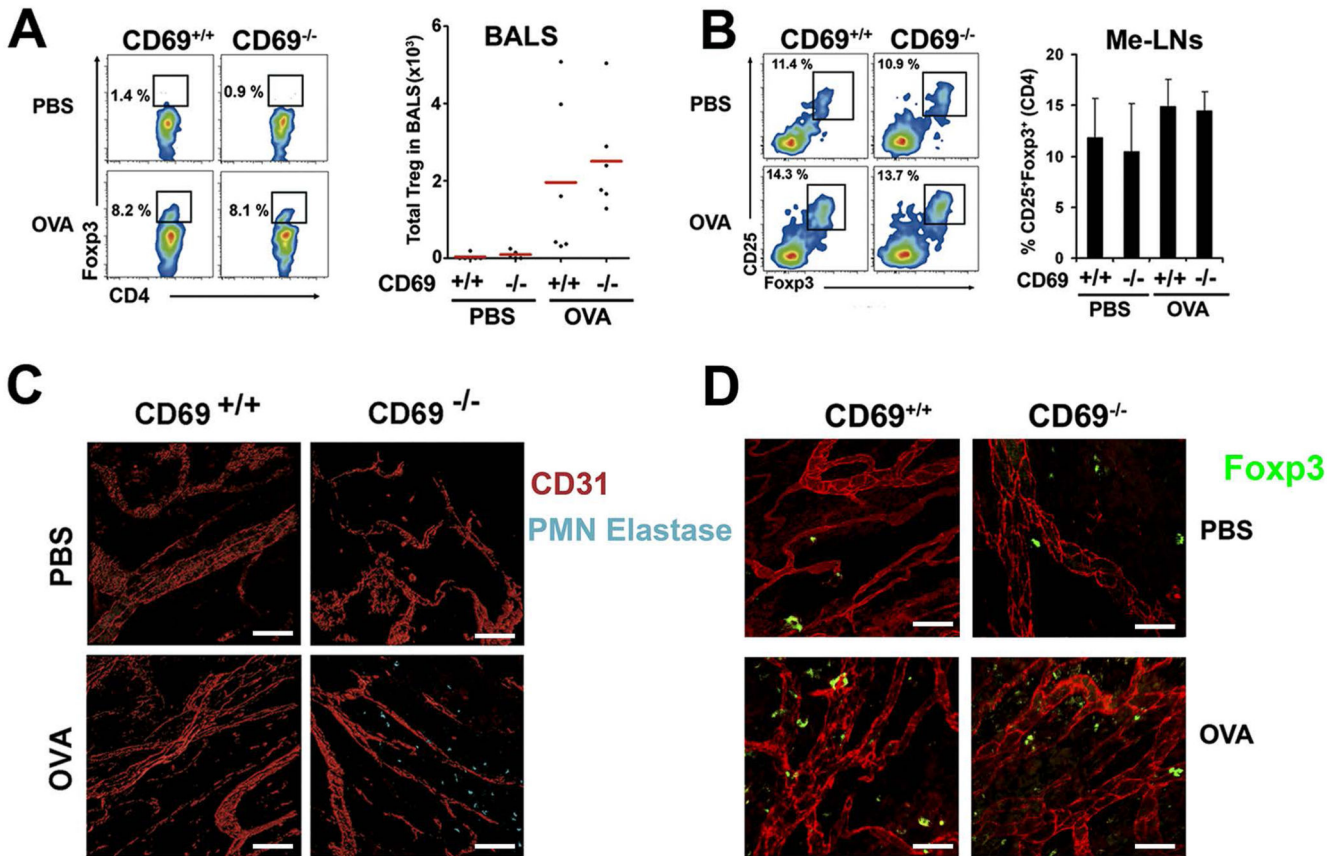 A
CD69+/+ CD69-/-
PBS
1.4 %
0.9 %
OVA
8.2 %
8.1 %
Foxp3
CD4
BALS
Total Treg in BALS(x10³)
6
4
2
0
CD69 +/+ -/- +/+ -/-
PBS OVA
B
CD69+/+ CD69-/-
11.4 %
10.9 %
PBS
14.3 %
13.7 %
OVA
CD25
Foxp3
Me-LNs
% CD25+Foxp3+ (CD4)
20
15
10
5
0
CD69 +/+ -/- +/+ -/-
PBS OVA
C
CD69 +/+ CD69 -/-
PBS
OVA
CD31
PMN Elastase
D
CD69+/+ CD69-/-
Foxp3
PBS
OVA